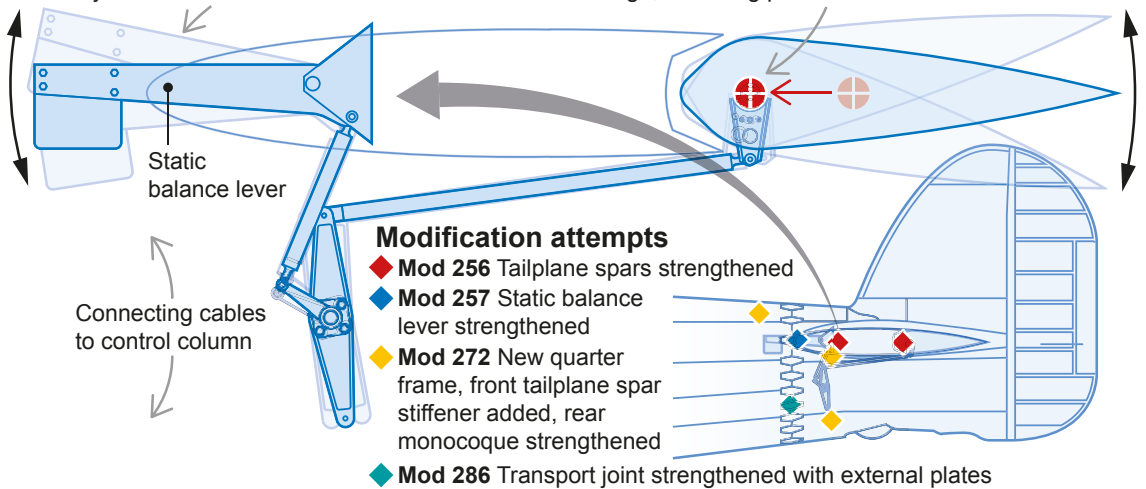 Static
balance lever
Connecting cables
to control column
Modification attempts
Mod 256 Tailplane spars strengthened
Mod 257 Static balance
lever strengthened
Mod 272 New quarter
frame, front tailplane spar
stiffener added, rear
monocoque strengthened
Mod 286 Transport joint strengthened with external plates